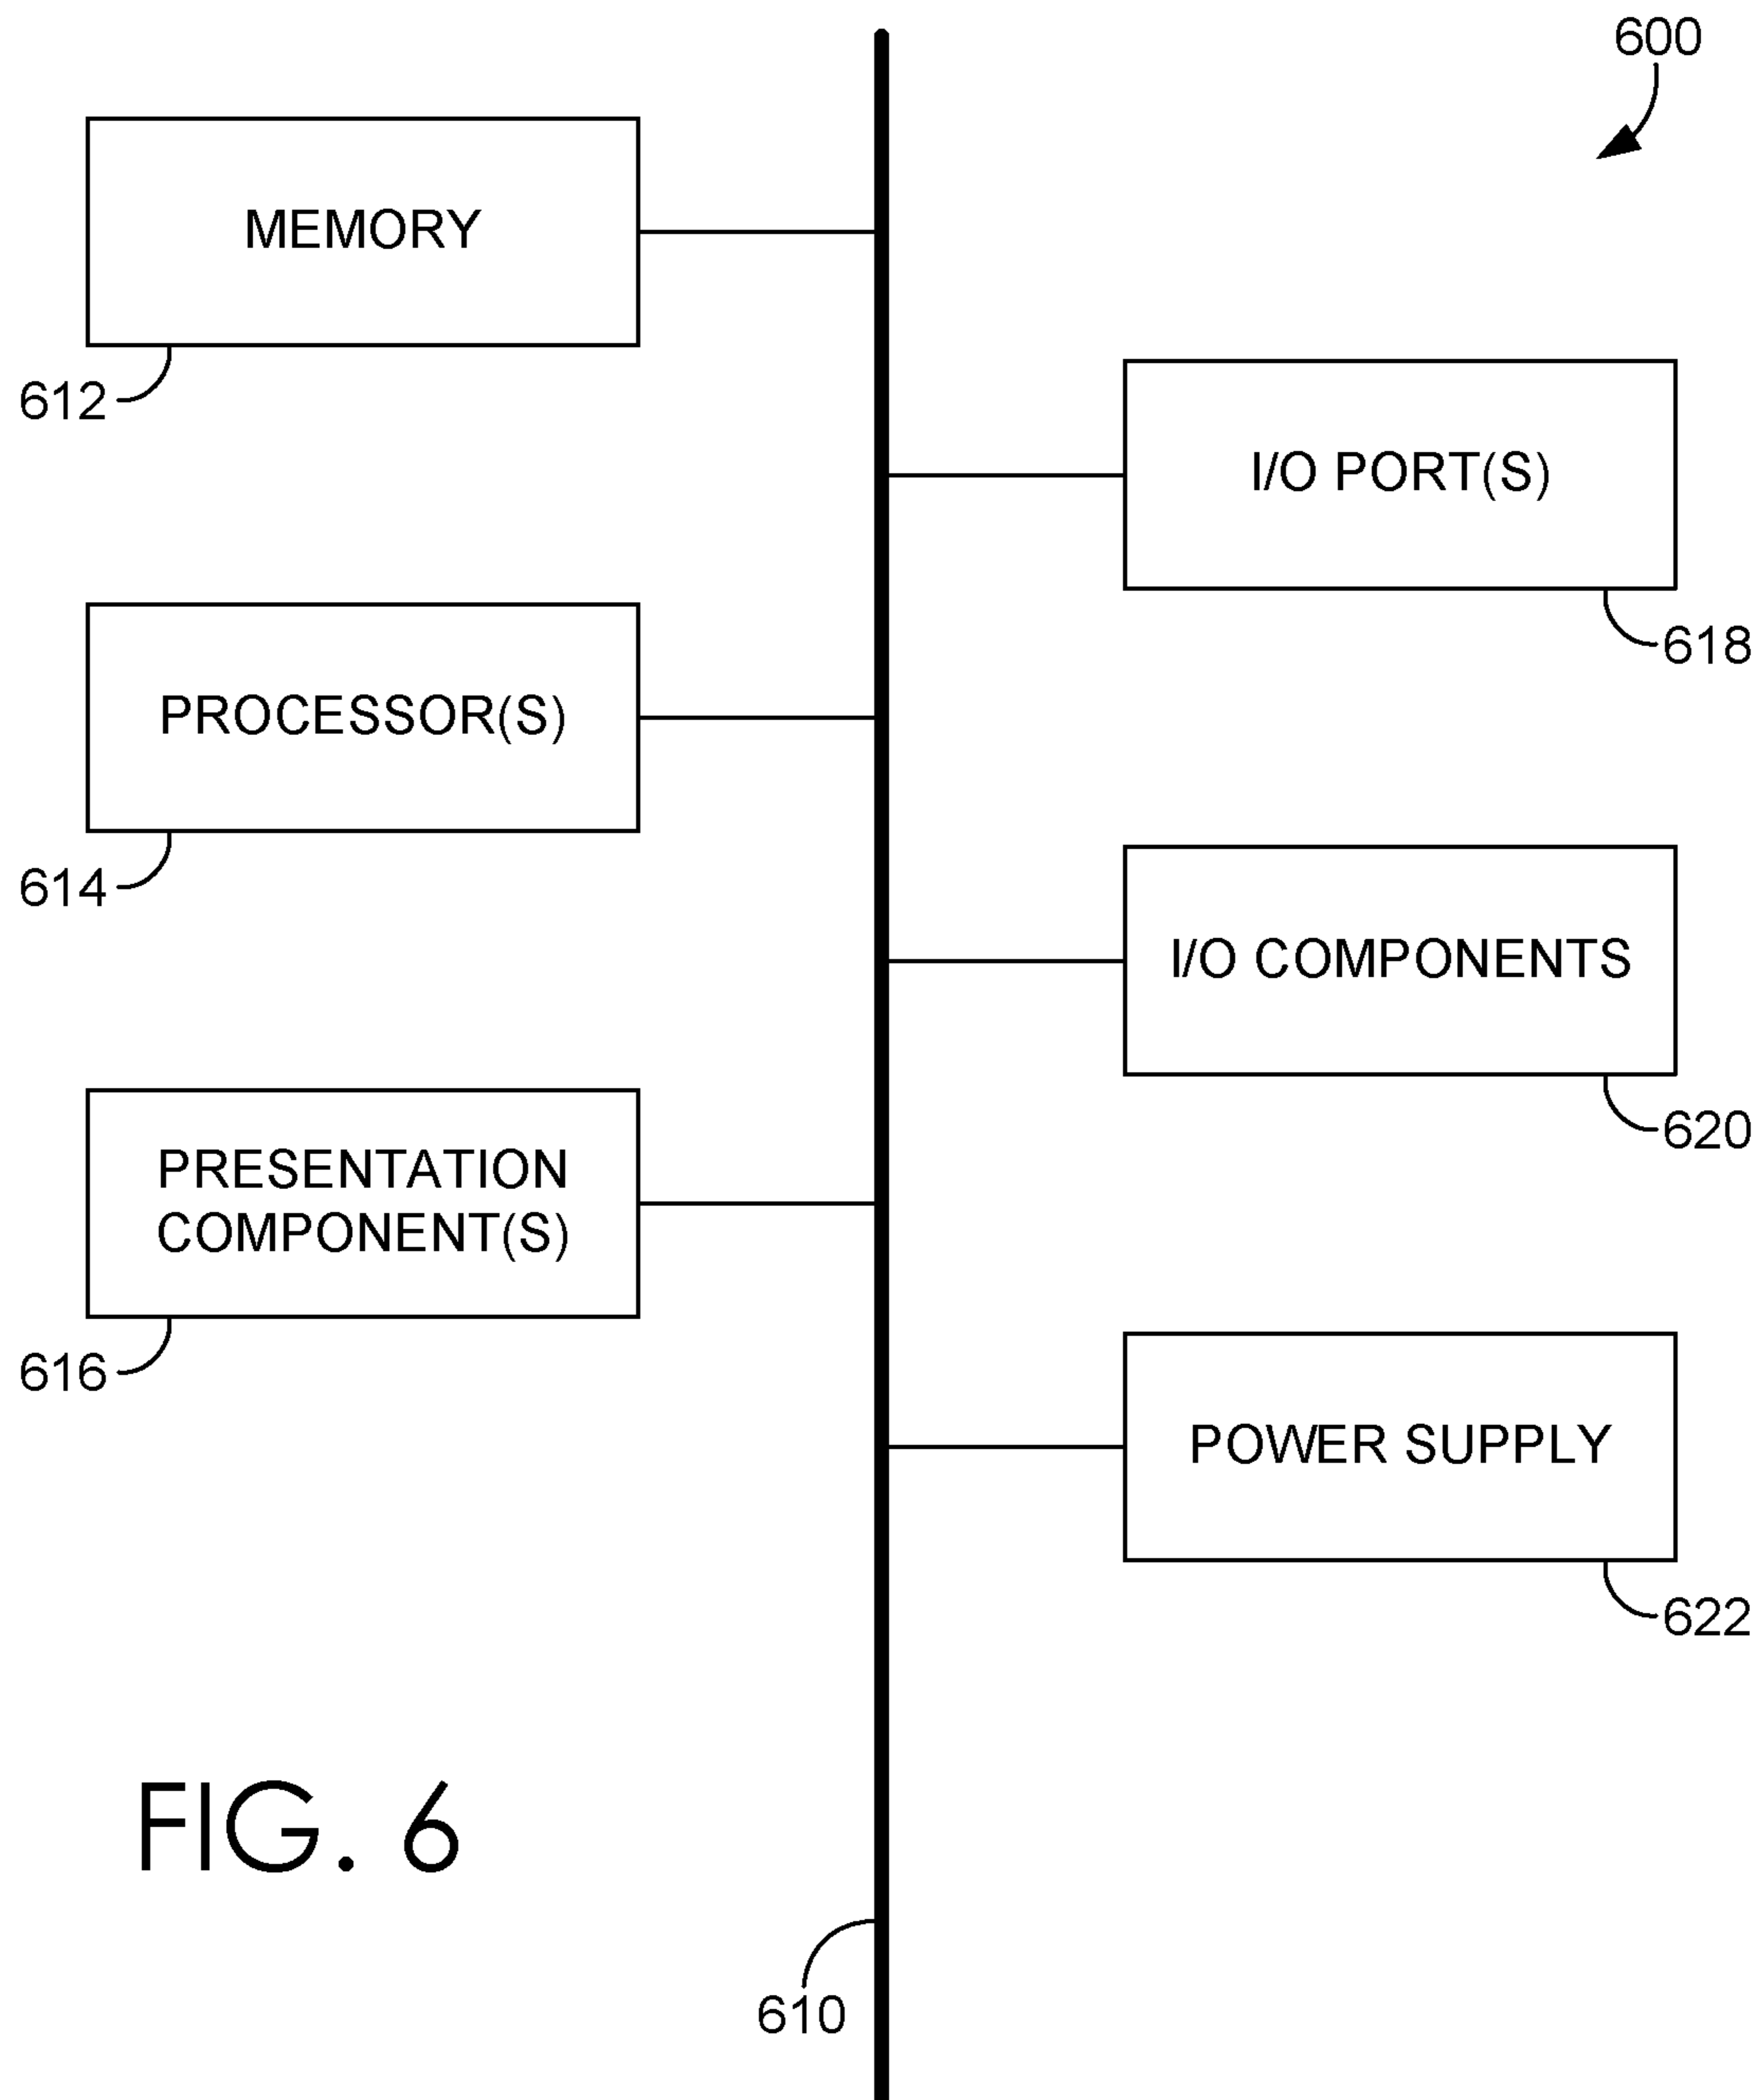 600
MEMORY
612
I/O PORT(S)
618
PROCESSOR(S)
614
I/O COMPONENTS
620
PRESENTATION
COMPONENT(S)
616
POWER SUPPLY
622
FIG. 6
610